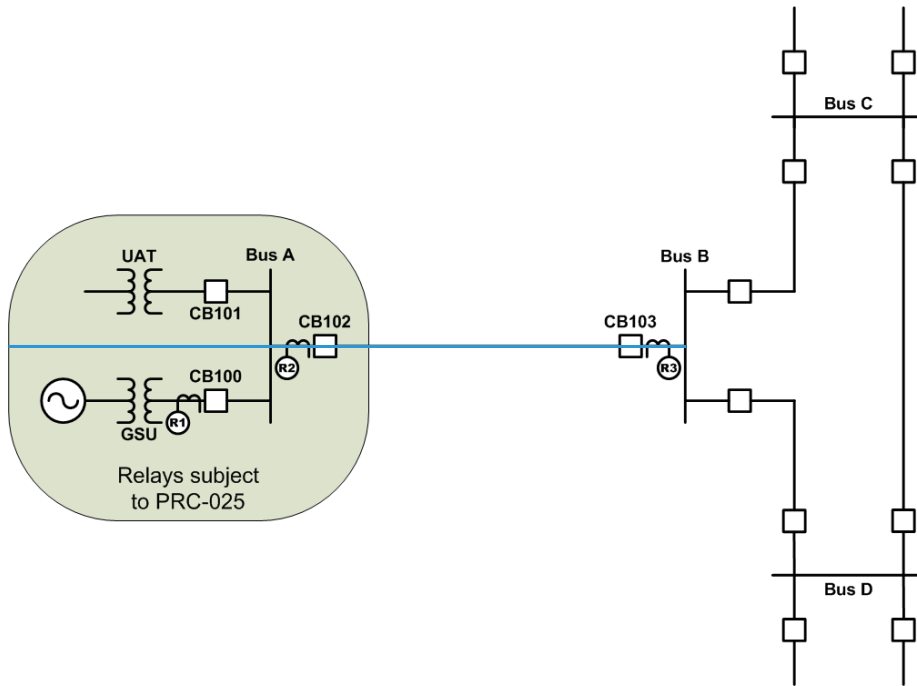 Bus C
UAT
Bus A
Bus B
CB101
CB102
CB103
R2
R3
CB100
R1
GSU
Relays subject
to PRC-025
Bus D